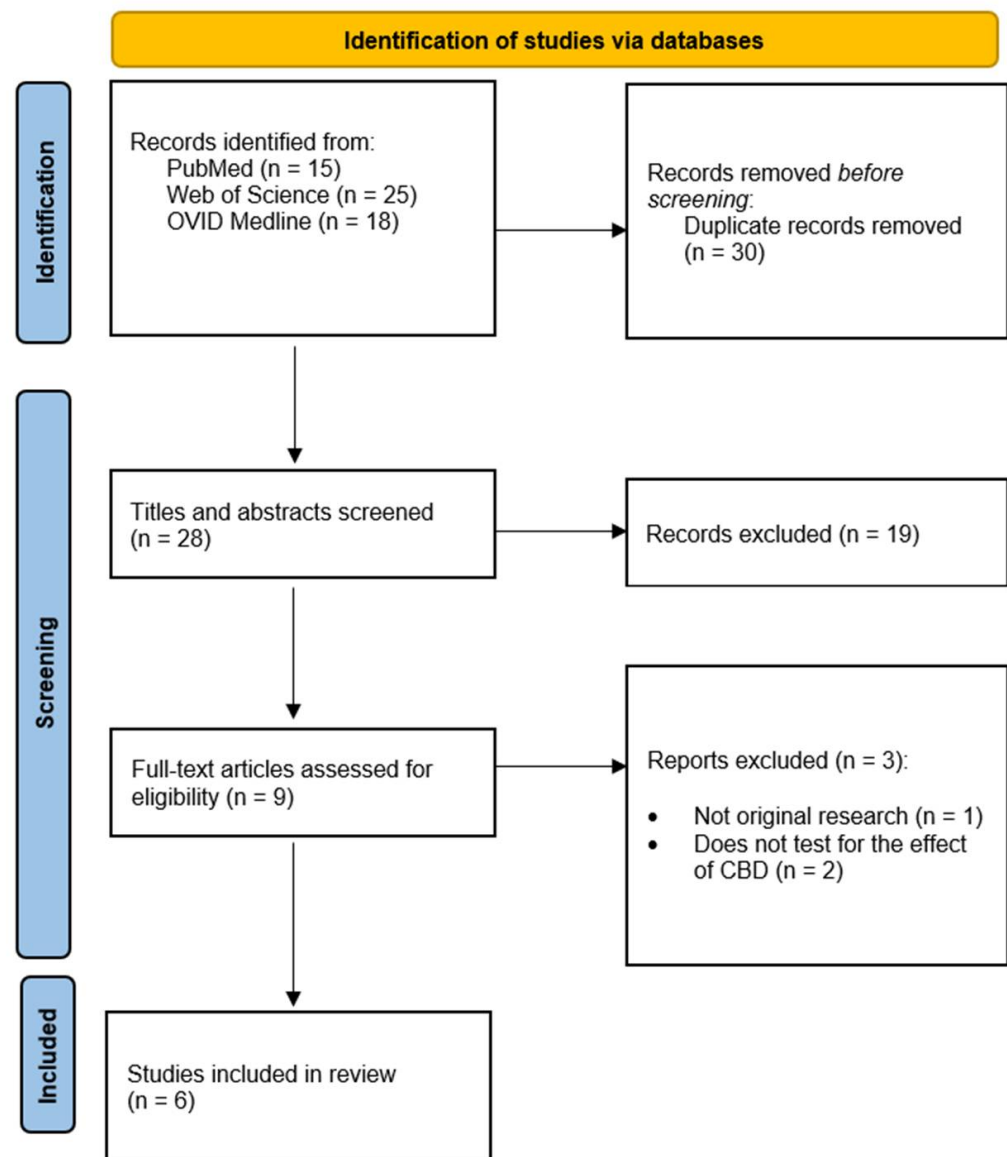 Identification of studies via databases
Identification
Records identified from:
PubMed (n = 15)
Web of Science (n = 25)
OVID Medline (n = 18)
Records removed before
screening:
Duplicate records removed
(n = 30)
Screening
Titles and abstracts screened
(n = 28)
Records excluded (n = 19)
Full-text articles assessed for
eligibility (n = 9)
Reports excluded (n = 3):
• Not original research (n = 1)
• Does not test for the effect
of CBD (n = 2)
Included
Studies included in review
(n = 6)